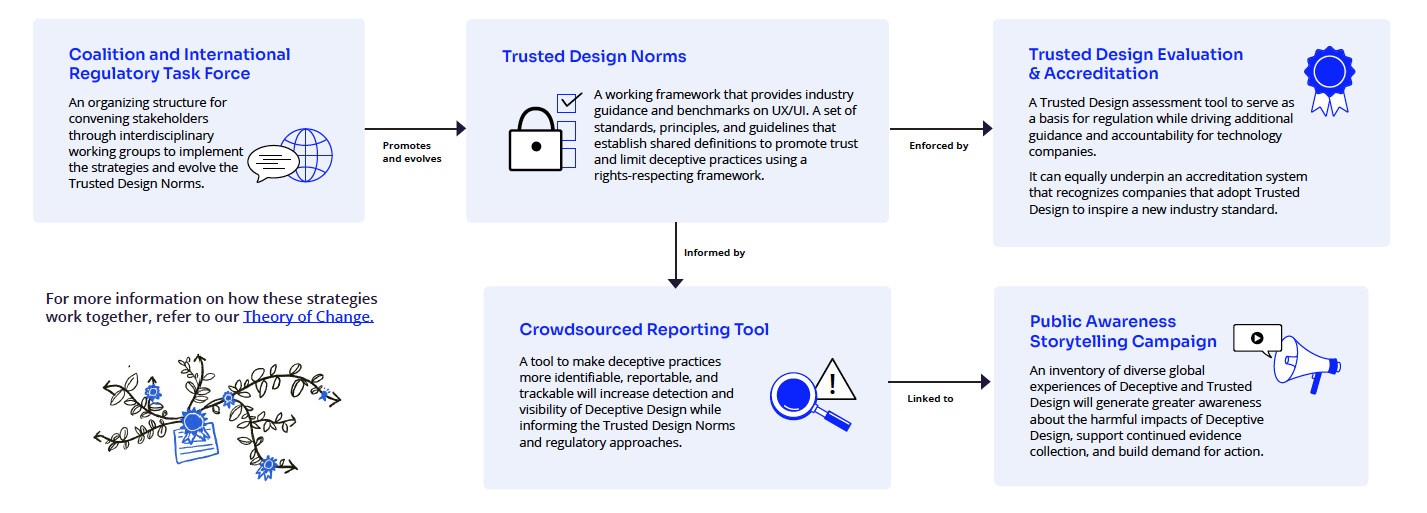 Coalition and International
Regulatory Task Force
An organizing structure for
convening stakeholders
through interdisciplinary
working groups to implement
the strategies and evolve the
Trusted Design Norms.
Promotes
and evolves
Trusted Design Norms
A working framework that provides industry
guidance and benchmarks on UX/UI. A set of
standards, principles, and guidelines that
establish shared definitions to promote trust
and limit deceptive practices using a
rights-respecting framework.
Enforced by
Trusted Design Evaluation
& Accreditation
A Trusted Design assessment tool to serve as
a basis for regulation while driving additional
guidance and accountability for technology
companies.
It can equally underpin an accreditation system
that recognizes companies that adopt Trusted
Design to inspire a new industry standard.
Informed by
For more information on how these strategies
work together, refer to our Theory of Change.
Crowdsourced Reporting Tool
A tool to make deceptive practices
more identifiable, reportable, and
trackable will increase detection and
visibility of Deceptive Design while
informing the Trusted Design Norms
and regulatory approaches.
Linked to
Public Awareness
Storytelling Campaign
An inventory of diverse global
experiences of Deceptive and Trusted
Design will generate greater awareness
about the harmful impacts of Deceptive
Design, support continued evidence
collection, and build demand for action.